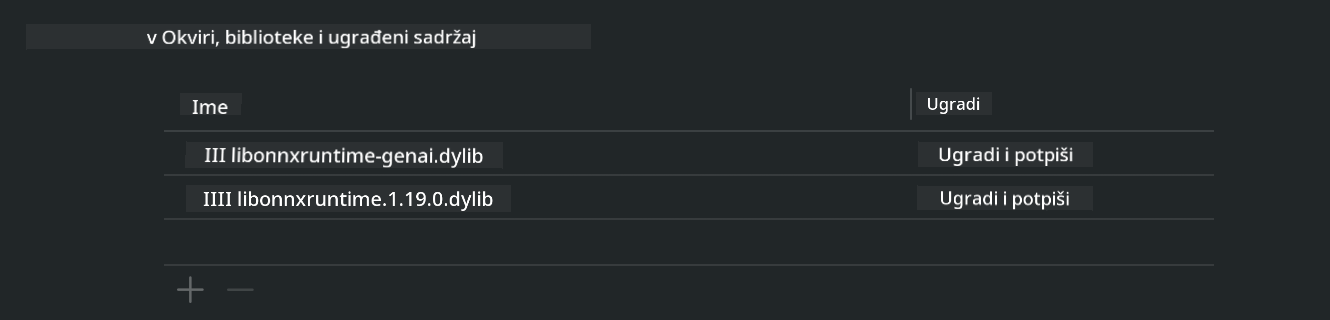 v Okviri, biblioteke i ugrađeni sadržaj
Ime Ugradi
III libonnxruntime-genai.dylib Ugradi i potpiši
IIII libonnxruntime.1.19.0.dylib Ugradi i potpiši